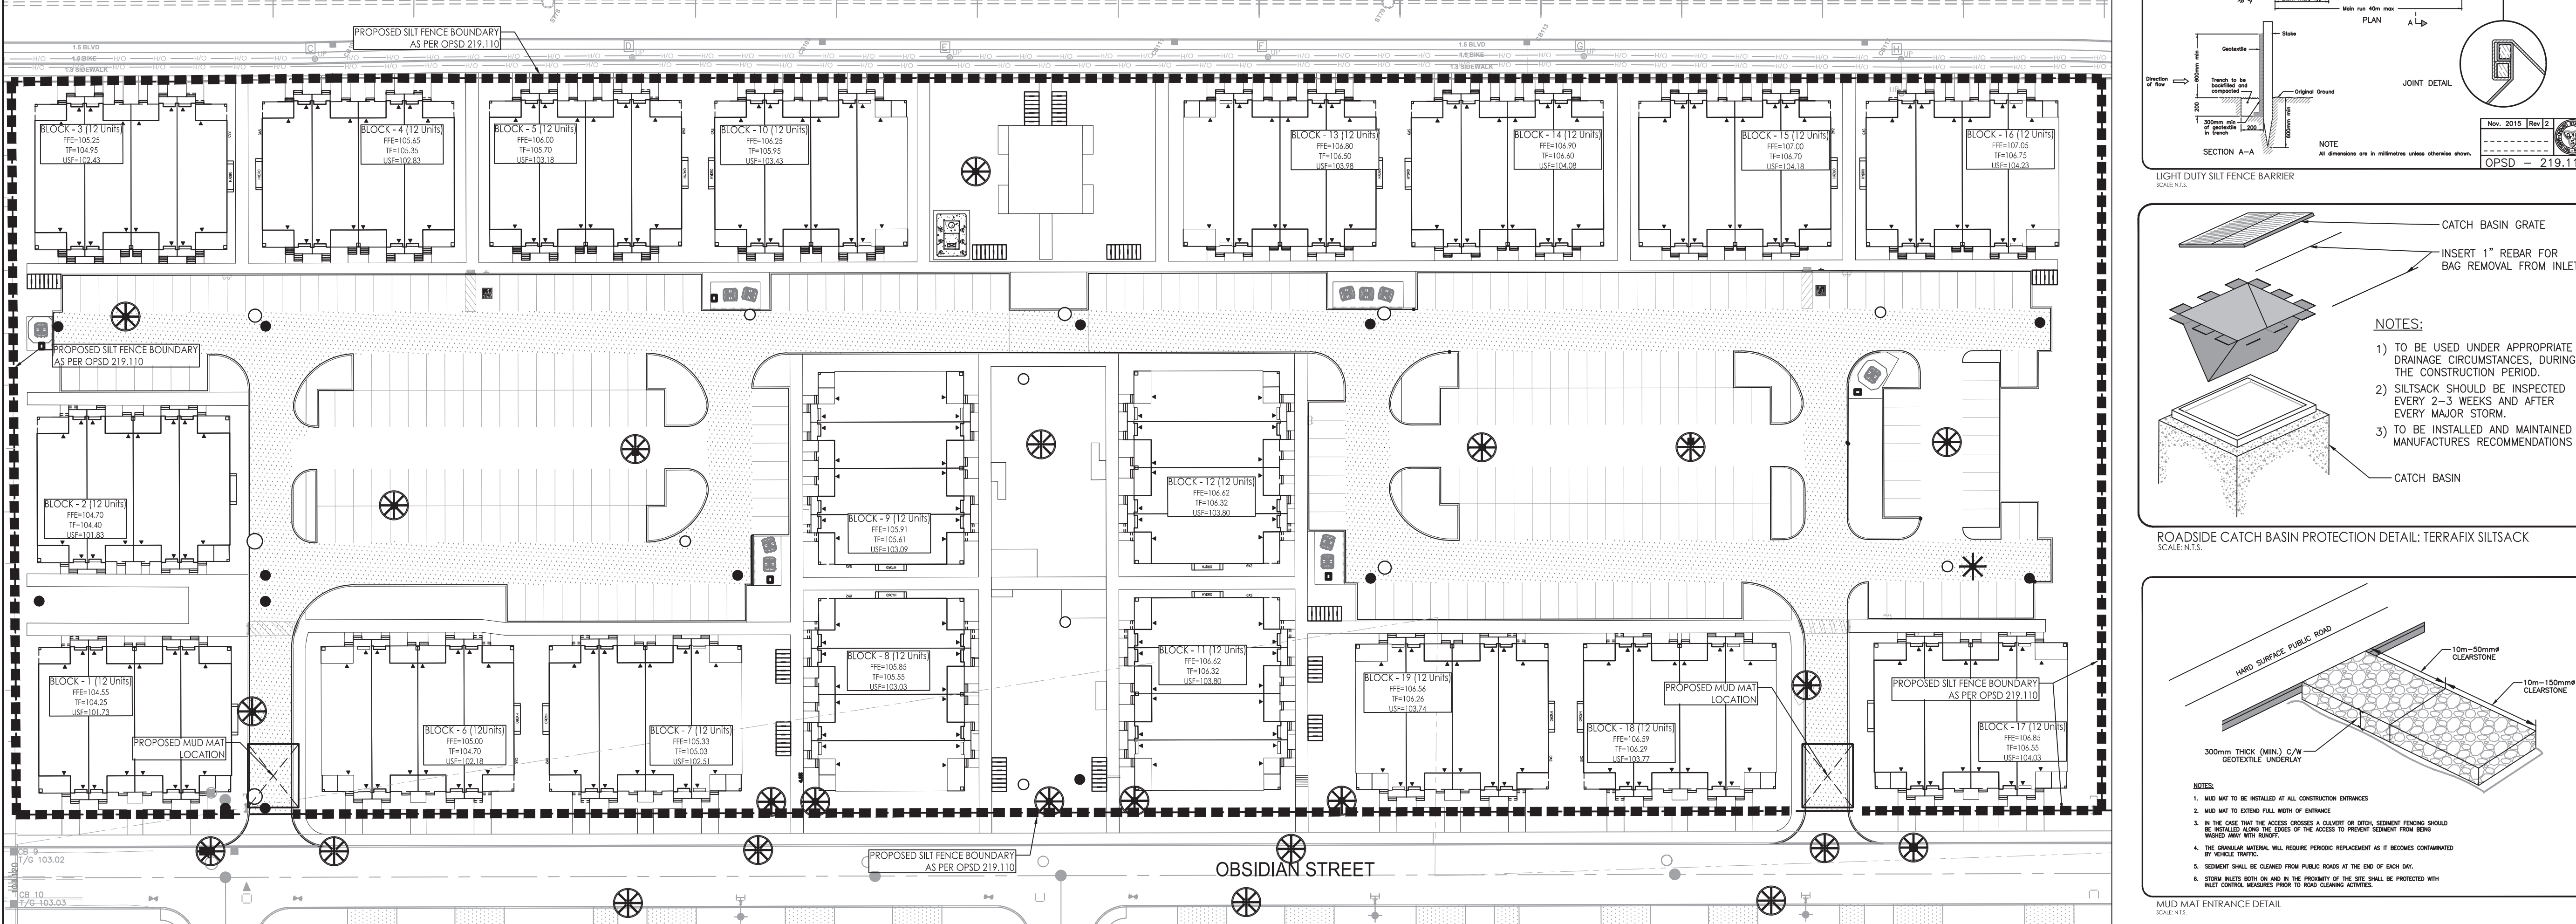 PROPOSED SILT FENCE BOUNDARY
AS PER OPSD 219.110
1.8 BLVD
1.8 BIKE
1.8 SIDEWALK
1.8 BLVD
1.8 BIKE
1.8 SIDEWALK
C
D
E
F
G
H
BLOCK - 3 (12 Units)
FFE=105.25
TF=104.95
USF=102.43
BLOCK - 4 (12 Units)
FFE=105.65
TF=105.35
USF=102.83
BLOCK - 5 (12 Units)
FFE=106.00
TF=105.70
USF=103.18
BLOCK - 10 (12 Units)
FFE=106.25
TF=105.95
USF=103.43
BLOCK - 13 (12 Units)
FFE=106.80
TF=106.50
USF=103.98
BLOCK - 14 (12 Units)
FFE=106.90
TF=106.60
USF=104.08
BLOCK - 15 (12 Units)
FFE=107.00
TF=106.70
USF=104.18
BLOCK - 16 (12 Units)
FFE=107.05
TF=106.75
USF=104.23
PROPOSED SILT FENCE BOUNDARY
AS PER OPSD 219.110
BLOCK - 2 (12 Units)
FFE=104.70
TF=104.40
USF=101.83
BLOCK - 9 (12 Units)
FFE=105.91
TF=105.61
USF=103.09
BLOCK - 12 (12 Units)
FFE=106.62
TF=106.32
USF=103.80
BLOCK - 1 (12 Units)
FFE=104.55
TF=104.25
USF=101.73
PROPOSED MUD MAT
LOCATION
BLOCK - 6 (12Units)
FFE=105.00
TF=104.70
USF=102.18
BLOCK - 7 (12 Units)
FFE=105.33
TF=105.03
USF=102.51
BLOCK - 8 (12 Units)
FFE=105.85
TF=105.55
USF=103.03
BLOCK - 11 (12 Units)
FFE=106.62
TF=106.32
USF=103.80
BLOCK - 19 (12 Units)
FFE=106.56
TF=106.26
USF=103.74
BLOCK - 18 (12 Units)
FFE=106.59
TF=106.29
USF=103.77
PROPOSED MUD MAT
LOCATION
PROPOSED SILT FENCE BOUNDARY
AS PER OPSD 219.110
BLOCK - 17 (12 Units)
FFE=106.85
TF=106.55
USF=104.03
CB 9
T/G 103.02
CB 10
T/G 103.03
PROPOSED SILT FENCE BOUNDARY
AS PER OPSD 219.110
OBSIDIAN STREET
Main run 40m max
PLAN
A
Stake
Geotextile
600mm min
Direction
of flow
Trench to be
backfilled and
compacted
Original Ground
200
300mm min
of geotextile
in trench
200
600mm min
SECTION A-A
JOINT DETAIL
NOTE
All dimensions are in millimetres unless otherwise shown.
Nov. 2015 Rev 2
OPSD - 219.11
LIGHT DUTY SILT FENCE BARRIER
SCALE: N.T.S.
CATCH BASIN GRATE
INSERT 1" REBAR FOR
BAG REMOVAL FROM INLET
NOTES:
1) TO BE USED UNDER APPROPRIATE
DRAINAGE CIRCUMSTANCES, DURING
THE CONSTRUCTION PERIOD.
2) SILTSACK SHOULD BE INSPECTED
EVERY 2-3 WEEKS AND AFTER
EVERY MAJOR STORM.
3) TO BE INSTALLED AND MAINTAINED
MANUFACTURES RECOMMENDATIONS
CATCH BASIN
ROADSIDE CATCH BASIN PROTECTION DETAIL: TERRAFIX SILTSACK
SCALE: N.T.S.
HARD SURFACE PUBLIC ROAD
10m-50mmø
CLEARSTONE
10m-150mmø
CLEARSTONE
300mm THICK (MIIN.) C/W
GEOTEXTILE UNDERLAY
NOTES:
1. MUD MAT TO BE INSTALLED AT ALL CONSTRUCTION ENTRANCES
2. MUD MAT TO EXTEND FULL WIDTH OF ENTRANCE
3. IN THE CASE THAT THE ACCESS CROSSES A CULVERT OR DITCH, SEDIMENT FENCING SHOULD
BE INSTALLED ALONG THE EDGES OF THE ACCESS TO PREVENT SEDIMENT FROM BEING
WASHED AWAY WITH RUNOFF.
4. THE GRANULAR MATERIAL WILL REQUIRE PERIODIC REPLACEMENT AS IT BECOMES CONTAMINATED
BY VEHICLE TRAFFIC.
5. SEDIMENT SHALL BE CLEANED FROM PUBLIC ROADS AT THE END OF EACH DAY.
6. STORM INLETS BOTH ON AND IN THE PROXIMITY OF THE SITE SHALL BE PROTECTED WITH
INLET CONTROL MEASURES PRIOR TO ROAD CLEANING ACTIVITIES.
MUD MAT ENTRANCE DETAIL
SCALE: N.T.S.